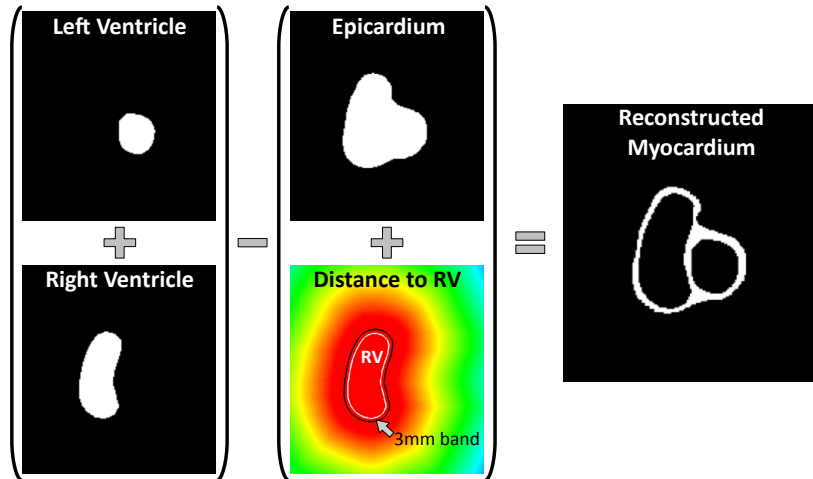 Left Ventricle
Epicardium
Reconstructed
Myocardium
Right Ventricle
Distance to RV
RV
3mm band